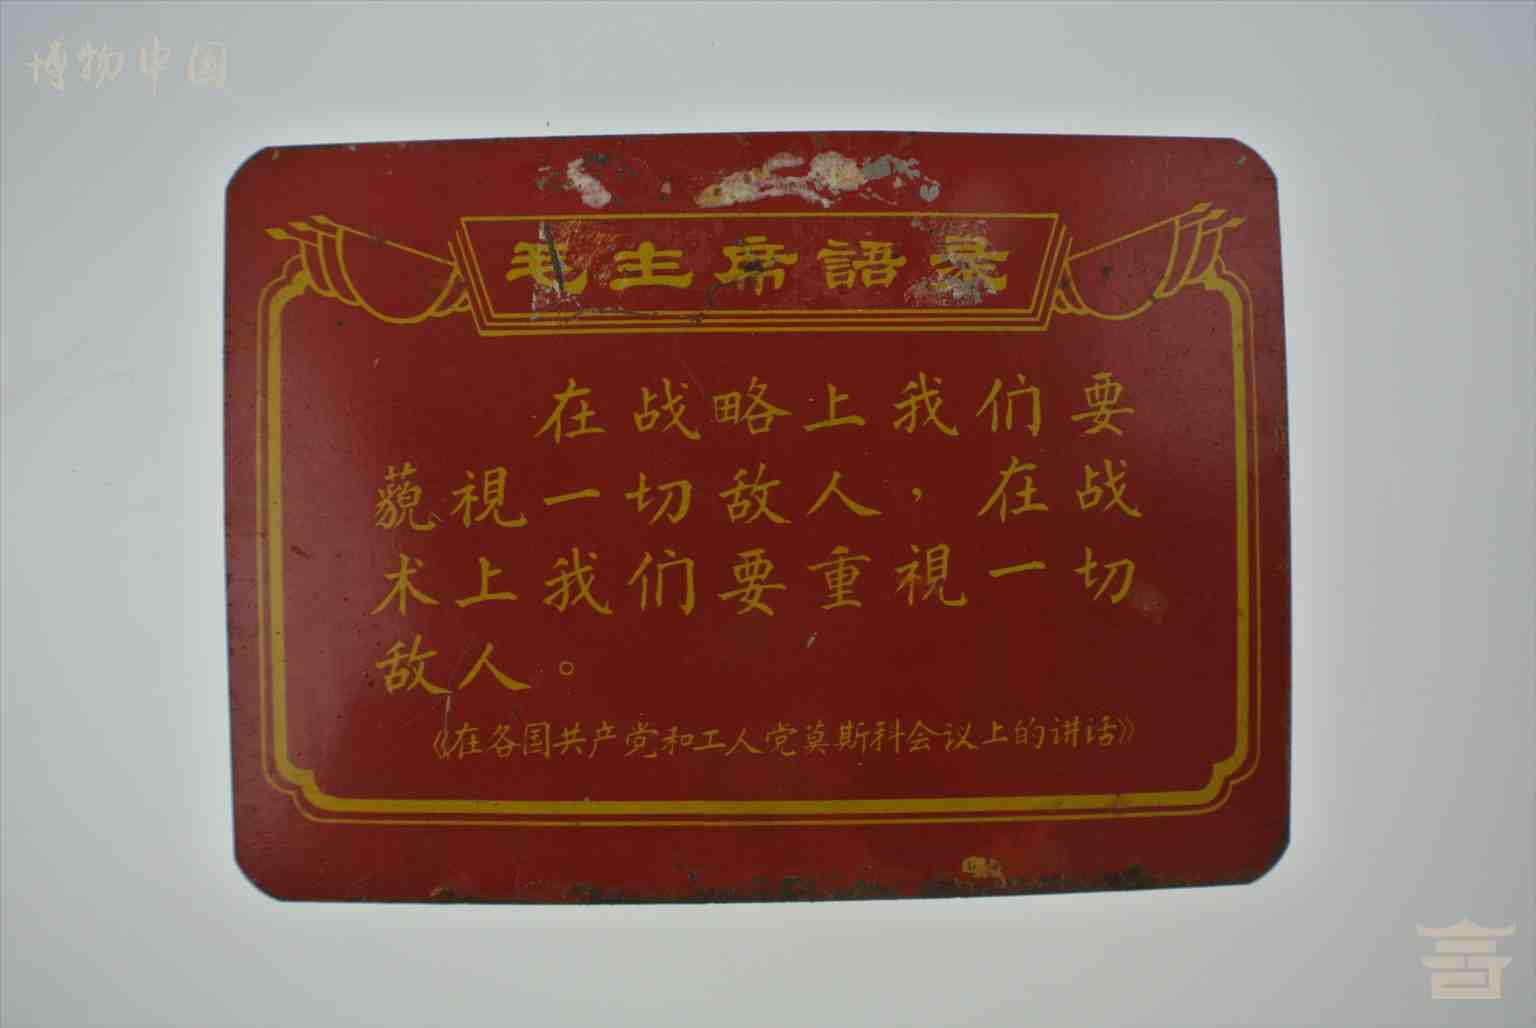 博物中国
毛主席語录
在战略上我们要
藐視一切敌人，在战
术上我们要重視一切
敌人。
《在各国共产党和工人党莫斯科会议上的讲话》